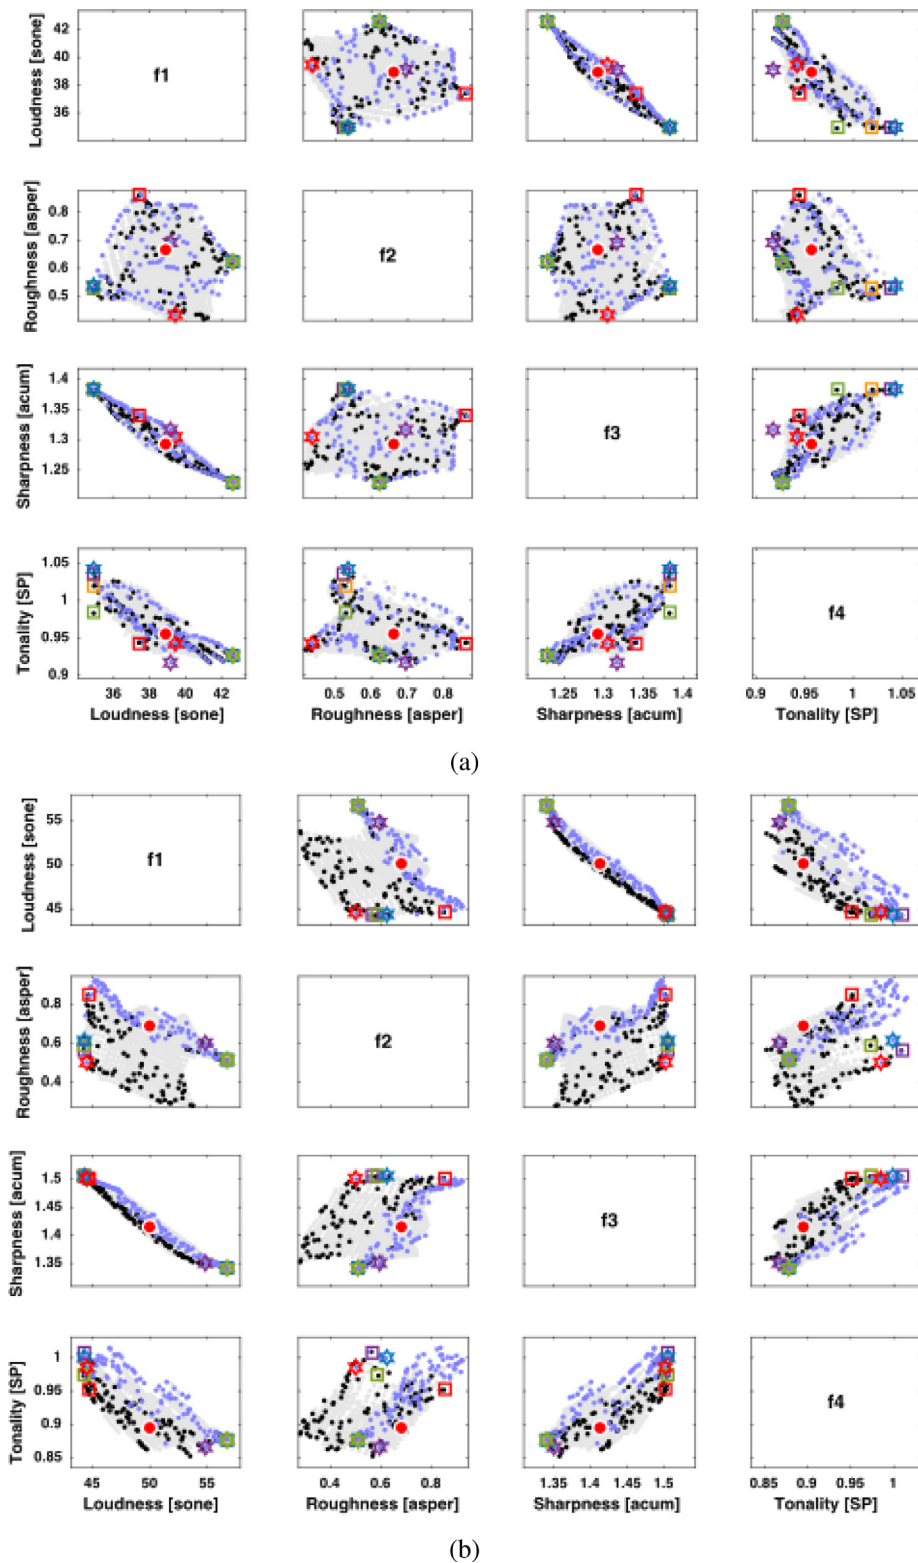 Loudness [sone]
42
40
38
36
f1
Roughness [asper]
0.8
0.7
0.6
0.5
f2
Sharpness [acum]
1.4
1.35
1.3
1.25
f3
Tonality [SP]
1.05
1
0.95
0.9
f4
36 38 40 42 0.5 0.6 0.7 0.8 1.25 1.3 1.35 1.4 0.9 0.95 1 1.05
Loudness [sone] Roughness [asper] Sharpness [acum] Tonality [SP]
(a)
Loudness [sone]
55
50
45
f1
Roughness [asper]
0.8
0.6
0.4
f2
Sharpness [acum]
1.5
1.45
1.4
1.35
f3
Tonality [SP]
1
0.95
0.9
0.85
f4
45 50 55 0.4 0.6 0.8 1.35 1.4 1.45 1.5 0.85 0.9 0.95 1
Loudness [sone] Roughness [asper] Sharpness [acum] Tonality [SP]
(b)